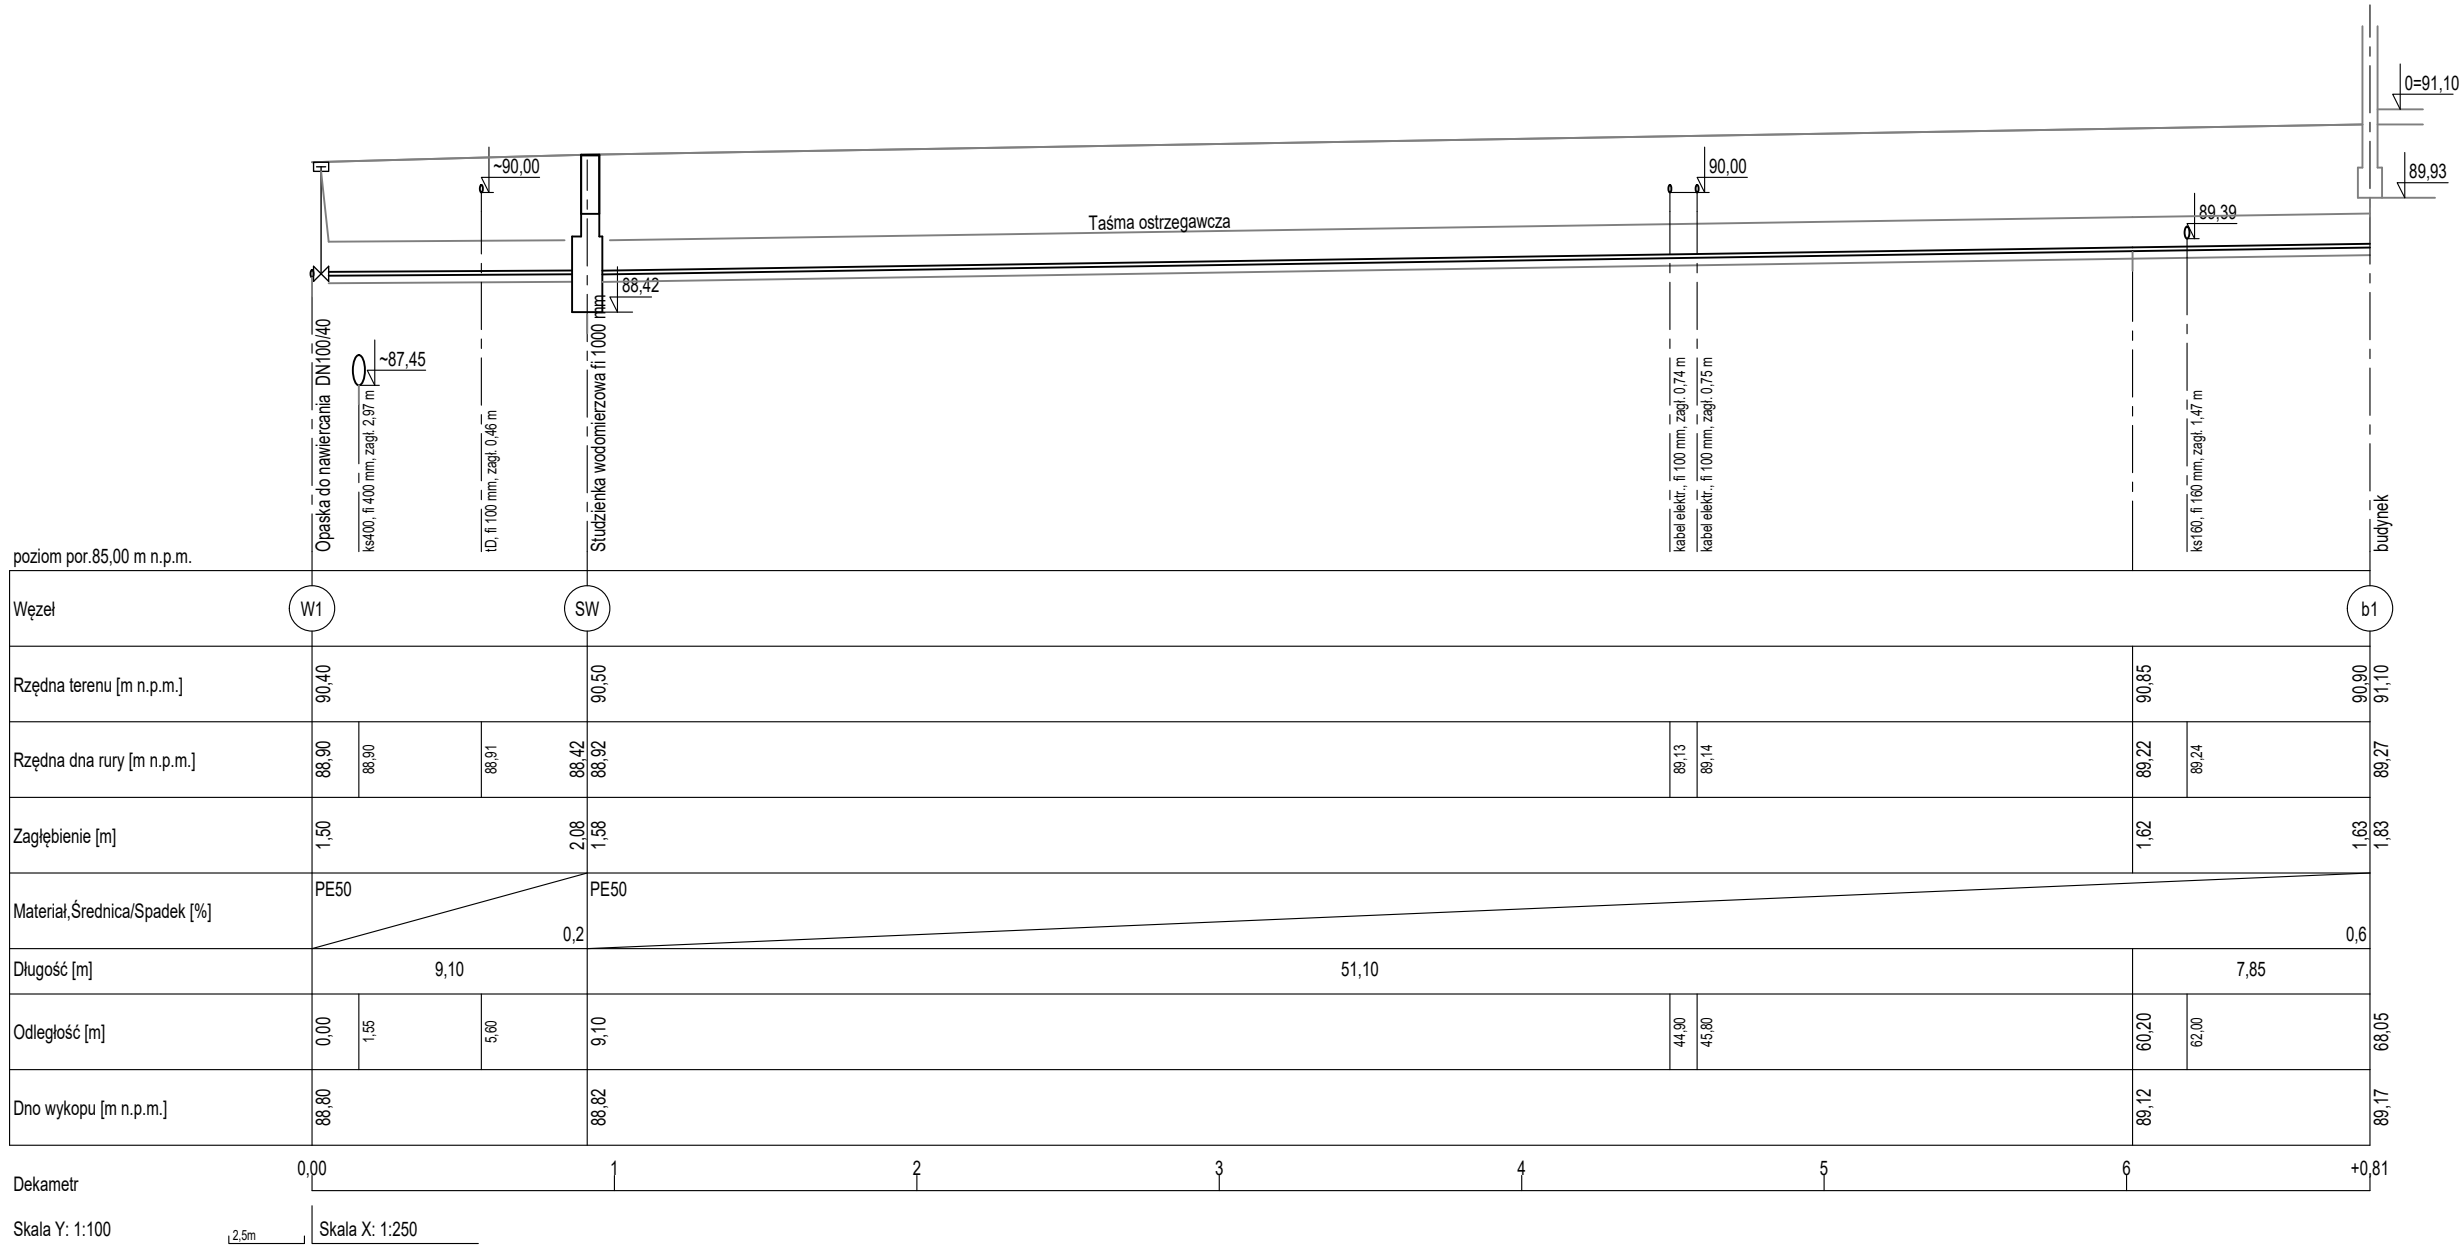 0=91,10
~90,00
90,00
89,93
89,39
Taśma ostrzegawcza
88,42
~87,45
Opaska do nawiercania DN100/40
ks400, fi 400 mm, zagł. 2,97 m
tD, fi 100 mm, zagł. 0,46 m
Studzienka wodomierzowa fi 1000 mm
kabel elektr., fi 100 mm, zagł. 0,74 m
kabel elektr., fi 100 mm, zagł. 0,75 m
ks160, fi 160 mm, zagł. 1,47 m
budynek
poziom por.85,00 m n.p.m.
Węzeł W1 SW b1
Rzędna terenu [m n.p.m.] 90,40 90,50 90,85 90,90 91,10
Rzędna dna rury [m n.p.m.] 88,90 88,90 88,91 88,42 88,92 89,13 89,14 89,22 89,24 89,27
Zagłębienie [m] 1,50 2,08 1,58 1,62 1,63 1,83
PE50 PE50
Materiał,Średnica/Spadek [%]
0,2 0,6
Długość [m] 9,10 51,10 7,85
Odległość [m] 0,00 1,55 5,60 9,10 44,90 45,80 60,20 62,00 68,05
Dno wykopu [m n.p.m.] 88,80 88,82 89,12 89,17
0,00 1 2 3 4 5 6 +0,81
Dekametr
Skala Y: 1:100 2,5m Skala X: 1:250